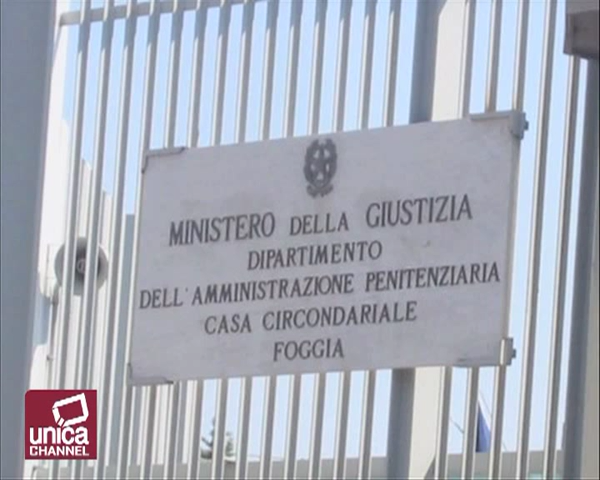 MINISTERO DELLA GIUSTIZIA
DIPARTIMENTO
DELL'AMMINISTRAZIONE PENITENZIARIA
CASA CIRCONDARIALE
FOGGIA
unica
CHANNEL